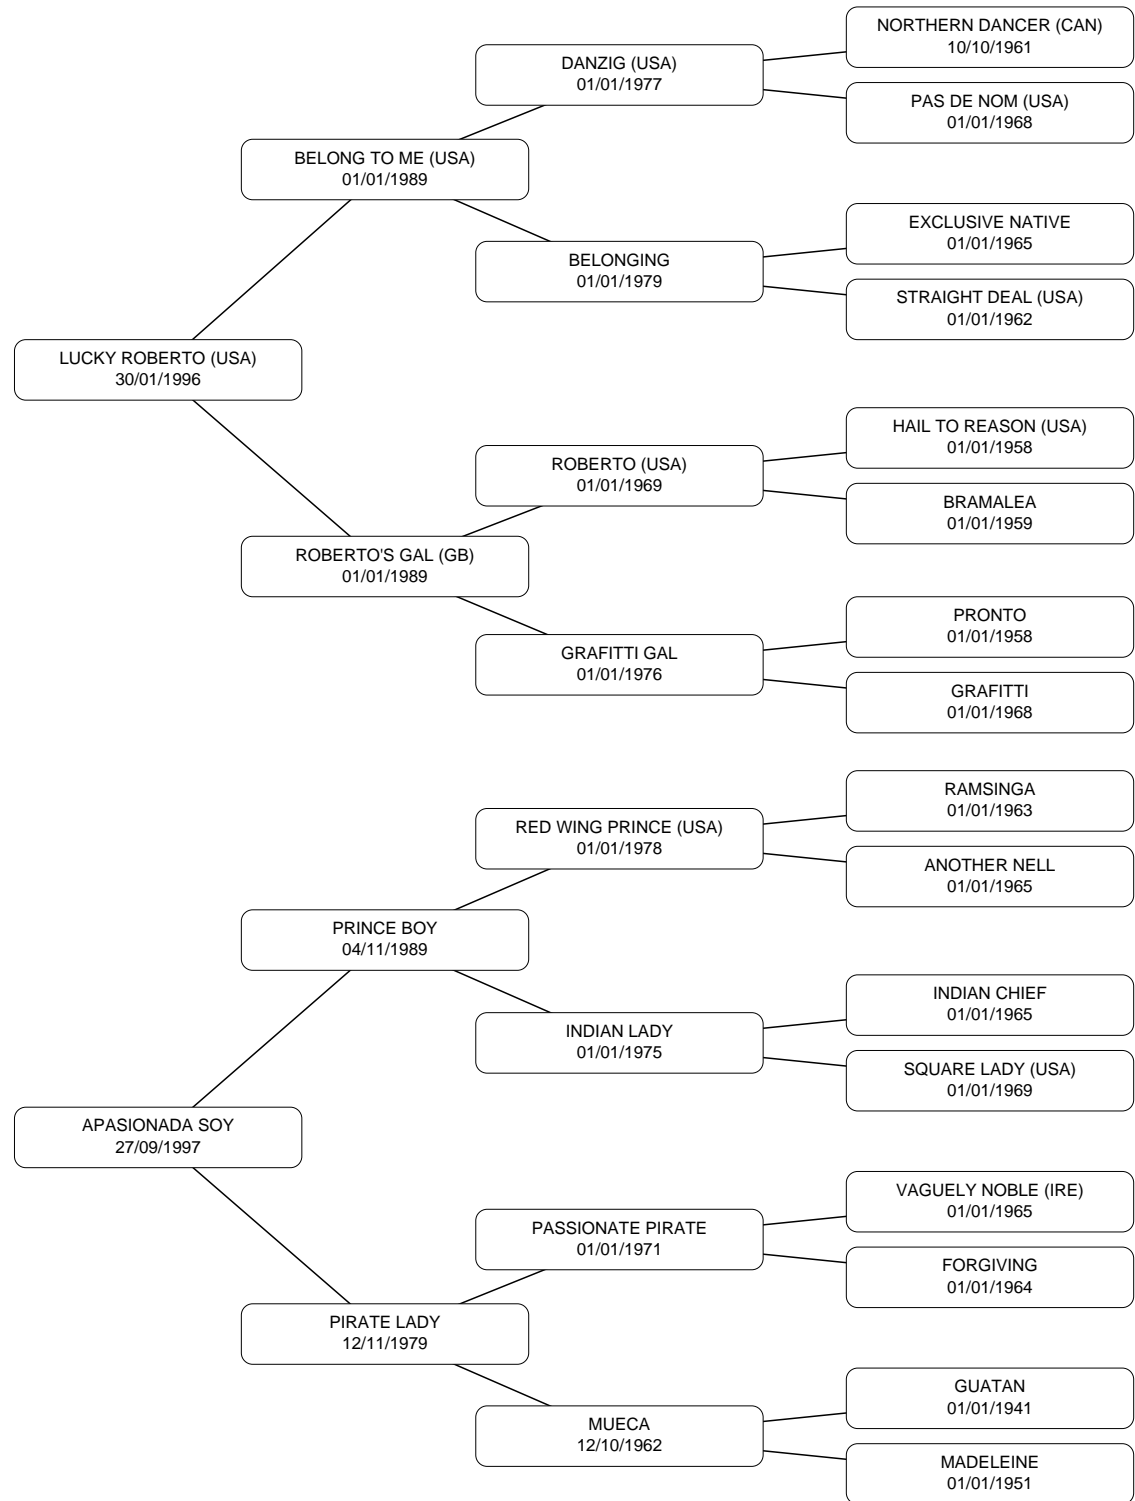 NORTHERN DANCER (CAN)
10/10/1961
DANZIG (USA)
01/01/1977
PAS DE NOM (USA)
01/01/1968
BELONG TO ME (USA)
01/01/1989
EXCLUSIVE NATIVE
01/01/1965
BELONGING
01/01/1979
STRAIGHT DEAL (USA)
01/01/1962
LUCKY ROBERTO (USA)
30/01/1996
HAIL TO REASON (USA)
01/01/1958
ROBERTO (USA)
01/01/1969
BRAMALEA
01/01/1959
ROBERTO'S GAL (GB)
01/01/1989
PRONTO
01/01/1958
GRAFITTI GAL
01/01/1976
GRAFITTI
01/01/1968
RAMSINGA
01/01/1963
RED WING PRINCE (USA)
01/01/1978
ANOTHER NELL
01/01/1965
PRINCE BOY
04/11/1989
INDIAN CHIEF
01/01/1965
INDIAN LADY
01/01/1975
SQUARE LADY (USA)
01/01/1969
APASIONADA SOY
27/09/1997
VAGUELY NOBLE (IRE)
01/01/1965
PASSIONATE PIRATE
01/01/1971
FORGIVING
01/01/1964
PIRATE LADY
12/11/1979
GUATAN
01/01/1941
MUECA
12/10/1962
MADELEINE
01/01/1951